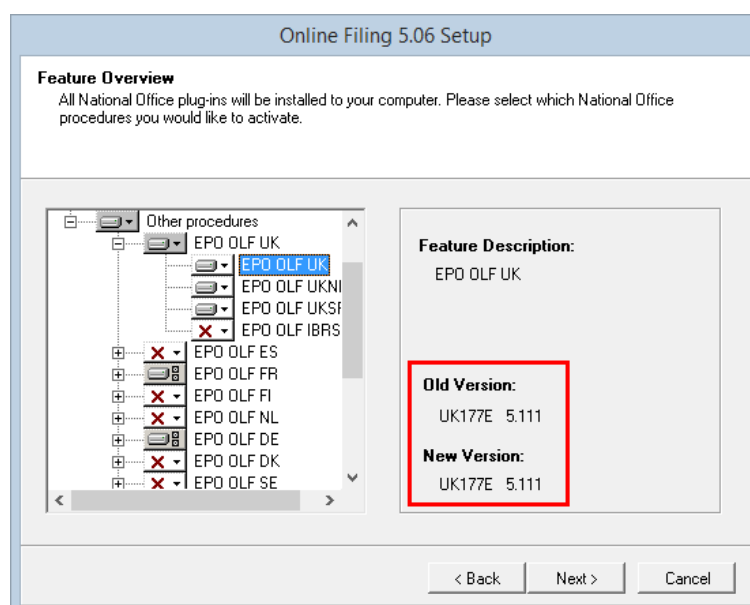 Online Filing 5.06 Setup
Feature Overview
All National Office plug-ins will be installed to your computer. Please select which National Office
procedures you would like to activate.
Other procedures
EPO OLF UK
EPO OLF UK
EPO OLF UKNI
EPO OLF UKSF
EPO OLF IBRS
EPO OLF ES
EPO OLF FR
EPO OLF FI
EPO OLF NL
EPO OLF DE
EPO OLF DK
EPO OLF SE
Feature Description:
EPO OLF UK
Old Version:
UK177E 5.111
New Version:
UK177E 5.111
< Back
Next >
Cancel